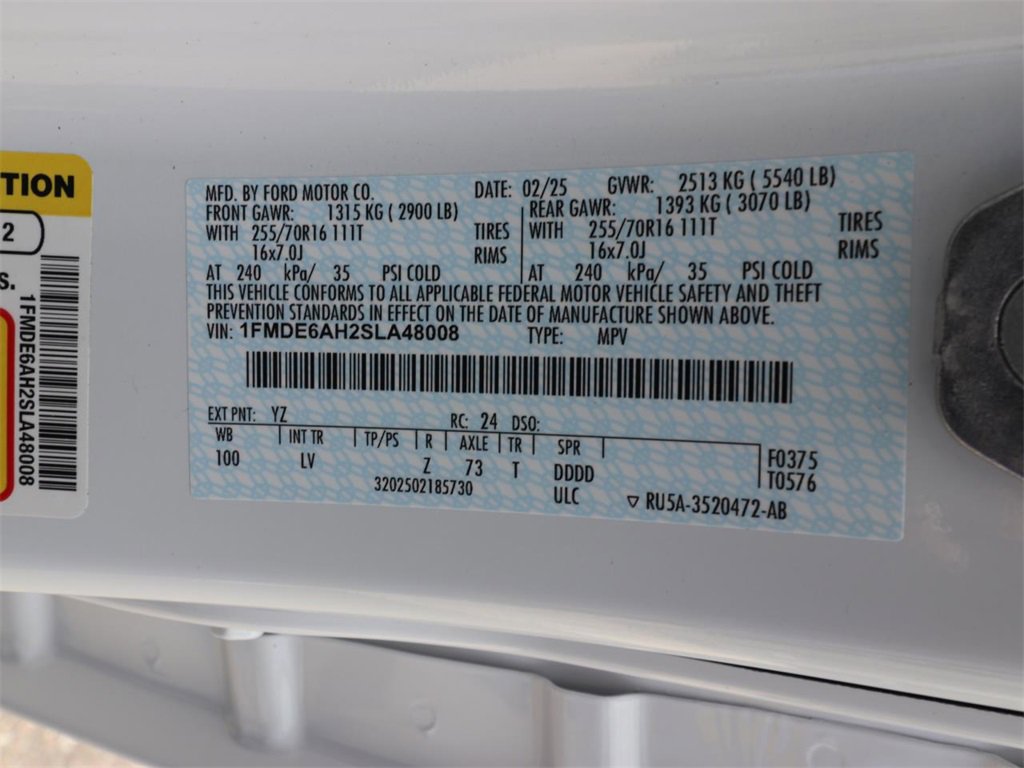 TION
2
S.
1FMDE6AH2SLA48008
MFD. BY FORD MOTOR CO. DATE: 02/25 GVWR: 2513 KG ( 5540 LB)
FRONT GAWR: 1315 KG ( 2900 LB) REAR GAWR: 1393 KG ( 3070 LB)
WITH 255/70R16 111T TIRES WITH 255/70R16 111T TIRES
16x7.0J RIMS 16x7.0J RIMS
AT 240 kPa/ 35 PSI COLD AT 240 kPa/ 35 PSI COLD
THIS VEHICLE CONFORMS TO ALL APPLICABLE FEDERAL MOTOR VEHICLE SAFETY AND THEFT
PREVENTION STANDARDS IN EFFECT ON THE DATE OF MANUFACTURE SHOWN ABOVE.
VIN: 1FMDE6AH2SLA48008 TYPE: MPV
EXT PNT: YZ RC: 24 DSO:
WB INT TR TP/PS R AXLE TR SPR
100 LV Z 73 T DDDD F0375
3202502185730 ULC T0576
▽ RU5A-3520472-AB